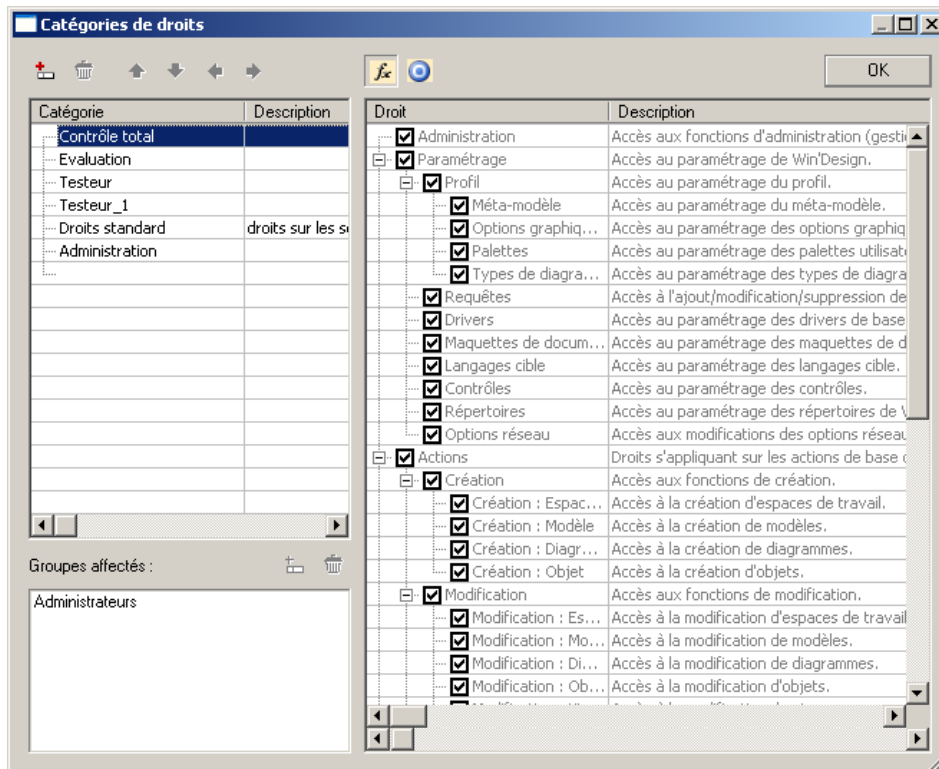 Catégories de droits
OK
Catégorie Description
Contrôle total
Evaluation
Testeur
Testeur_1
Droits standard droits sur les s
Administration
Groupes affectés :
Administrateurs
Droit Description
Administration Accès aux fonctions d'administration (gesti
Paramétrage Accès au paramétrage de Win'Design.
Profil Accès au paramétrage du profil.
Méta-modèle Accès au paramétrage du méta-modèle.
Options graphiq... Accès au paramétrage des options graphiq
Palettes Accès au paramétrage des palettes utilisat
Types de diagra... Accès au paramétrage des types de diagra
Requêtes Accès à l'ajout/modification/suppression de
Drivers Accès au paramétrage des drivers de base
Maquettes de docum... Accès au paramétrage des maquettes de d
Langages cible Accès au paramétrage des langages cible.
Contrôles Accès au paramétrage des contrôles.
Répertoires Accès au paramétrage des répertoires de
Options réseau Accès aux modifications des options réseau
Actions Droits s'appliquant sur les actions de base
Création Accès aux fonctions de création.
Création : Espac... Accès à la création d'espaces de travail.
Création : Modèle Accès à la création de modèles.
Création : Diagr... Accès à la création de diagrammes.
Création : Objet Accès à la création d'objets.
Modification Accès aux fonctions de modification.
Modification : Es... Accès à la modification d'espaces de travail
Modification : Mo... Accès à la modification de modèles.
Modification : Di... Accès à la modification de diagrammes.
Modification : Ob... Accès à la modification d'objets.